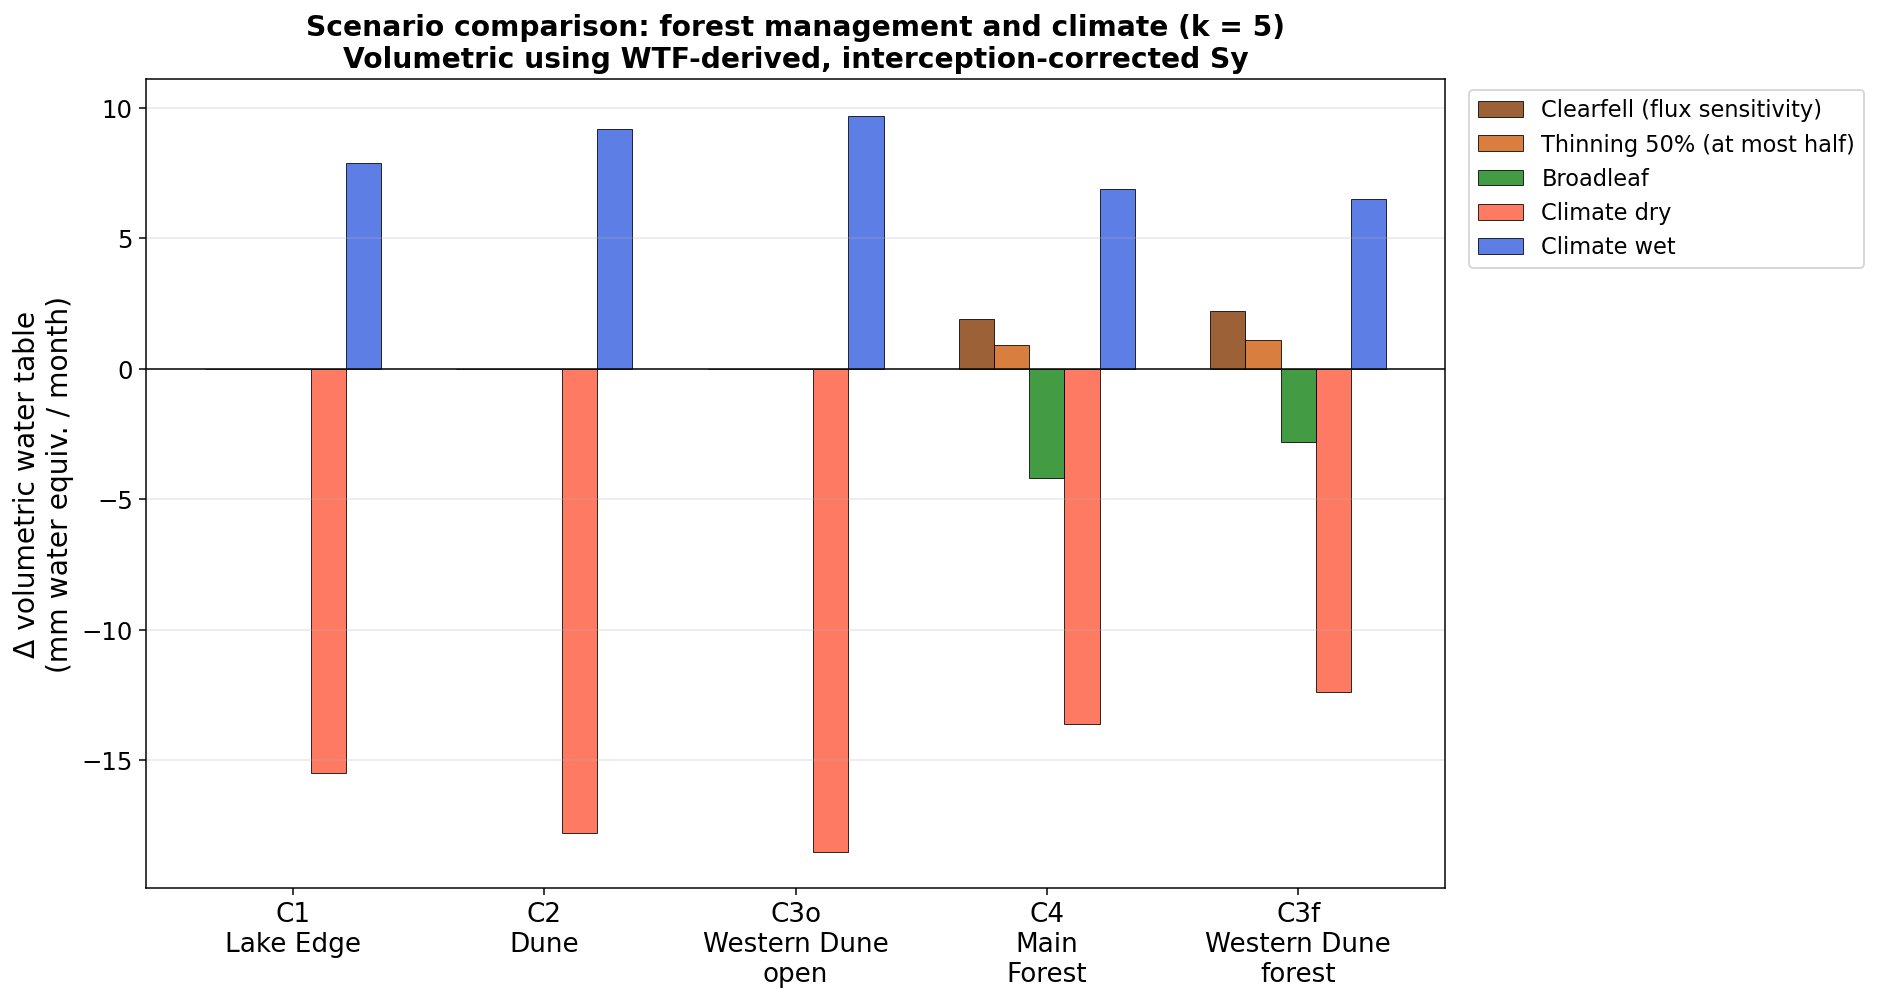 Scenario comparison: forest management and climate (k = 5)
Volumetric using WTF-derived, interception-corrected Sy
Δ volumetric water table
(mm water equiv. / month)
10
5
0
−5
−10
−15
C1
Lake Edge
C2
Dune
C3o
Western Dune
open
C4
Main
Forest
C3f
Western Dune
forest
Clearfell (flux sensitivity)
Thinning 50% (at most half)
Broadleaf
Climate dry
Climate wet